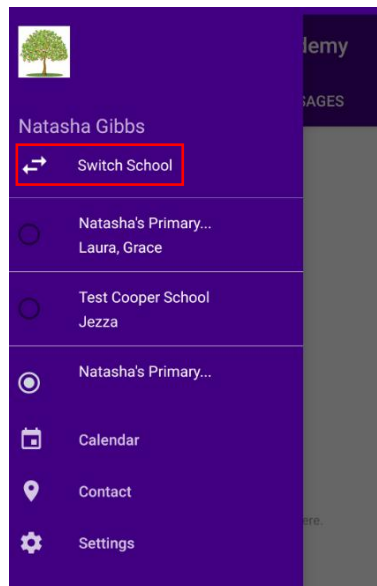 demy
SAGES
Natasha Gibbs
Switch School
Natasha's Primary...
Laura, Grace
Test Cooper School
Jezza
Natasha's Primary...
Calendar
Contact
ere.
Settings